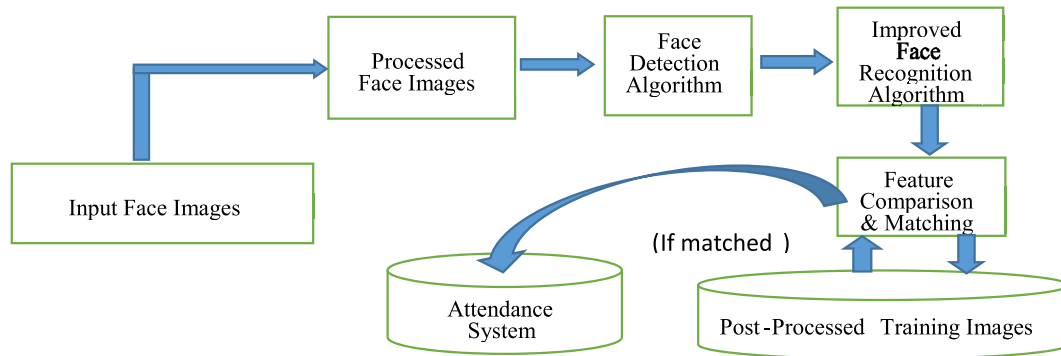 Input Face Images
Processed
Face Images
Face
Detection
Algorithm
Improved
Face
Recognition
Algorithm
Feature
Comparison
& Matching
(If matched )
Attendance
System
Post-Processed Training Images